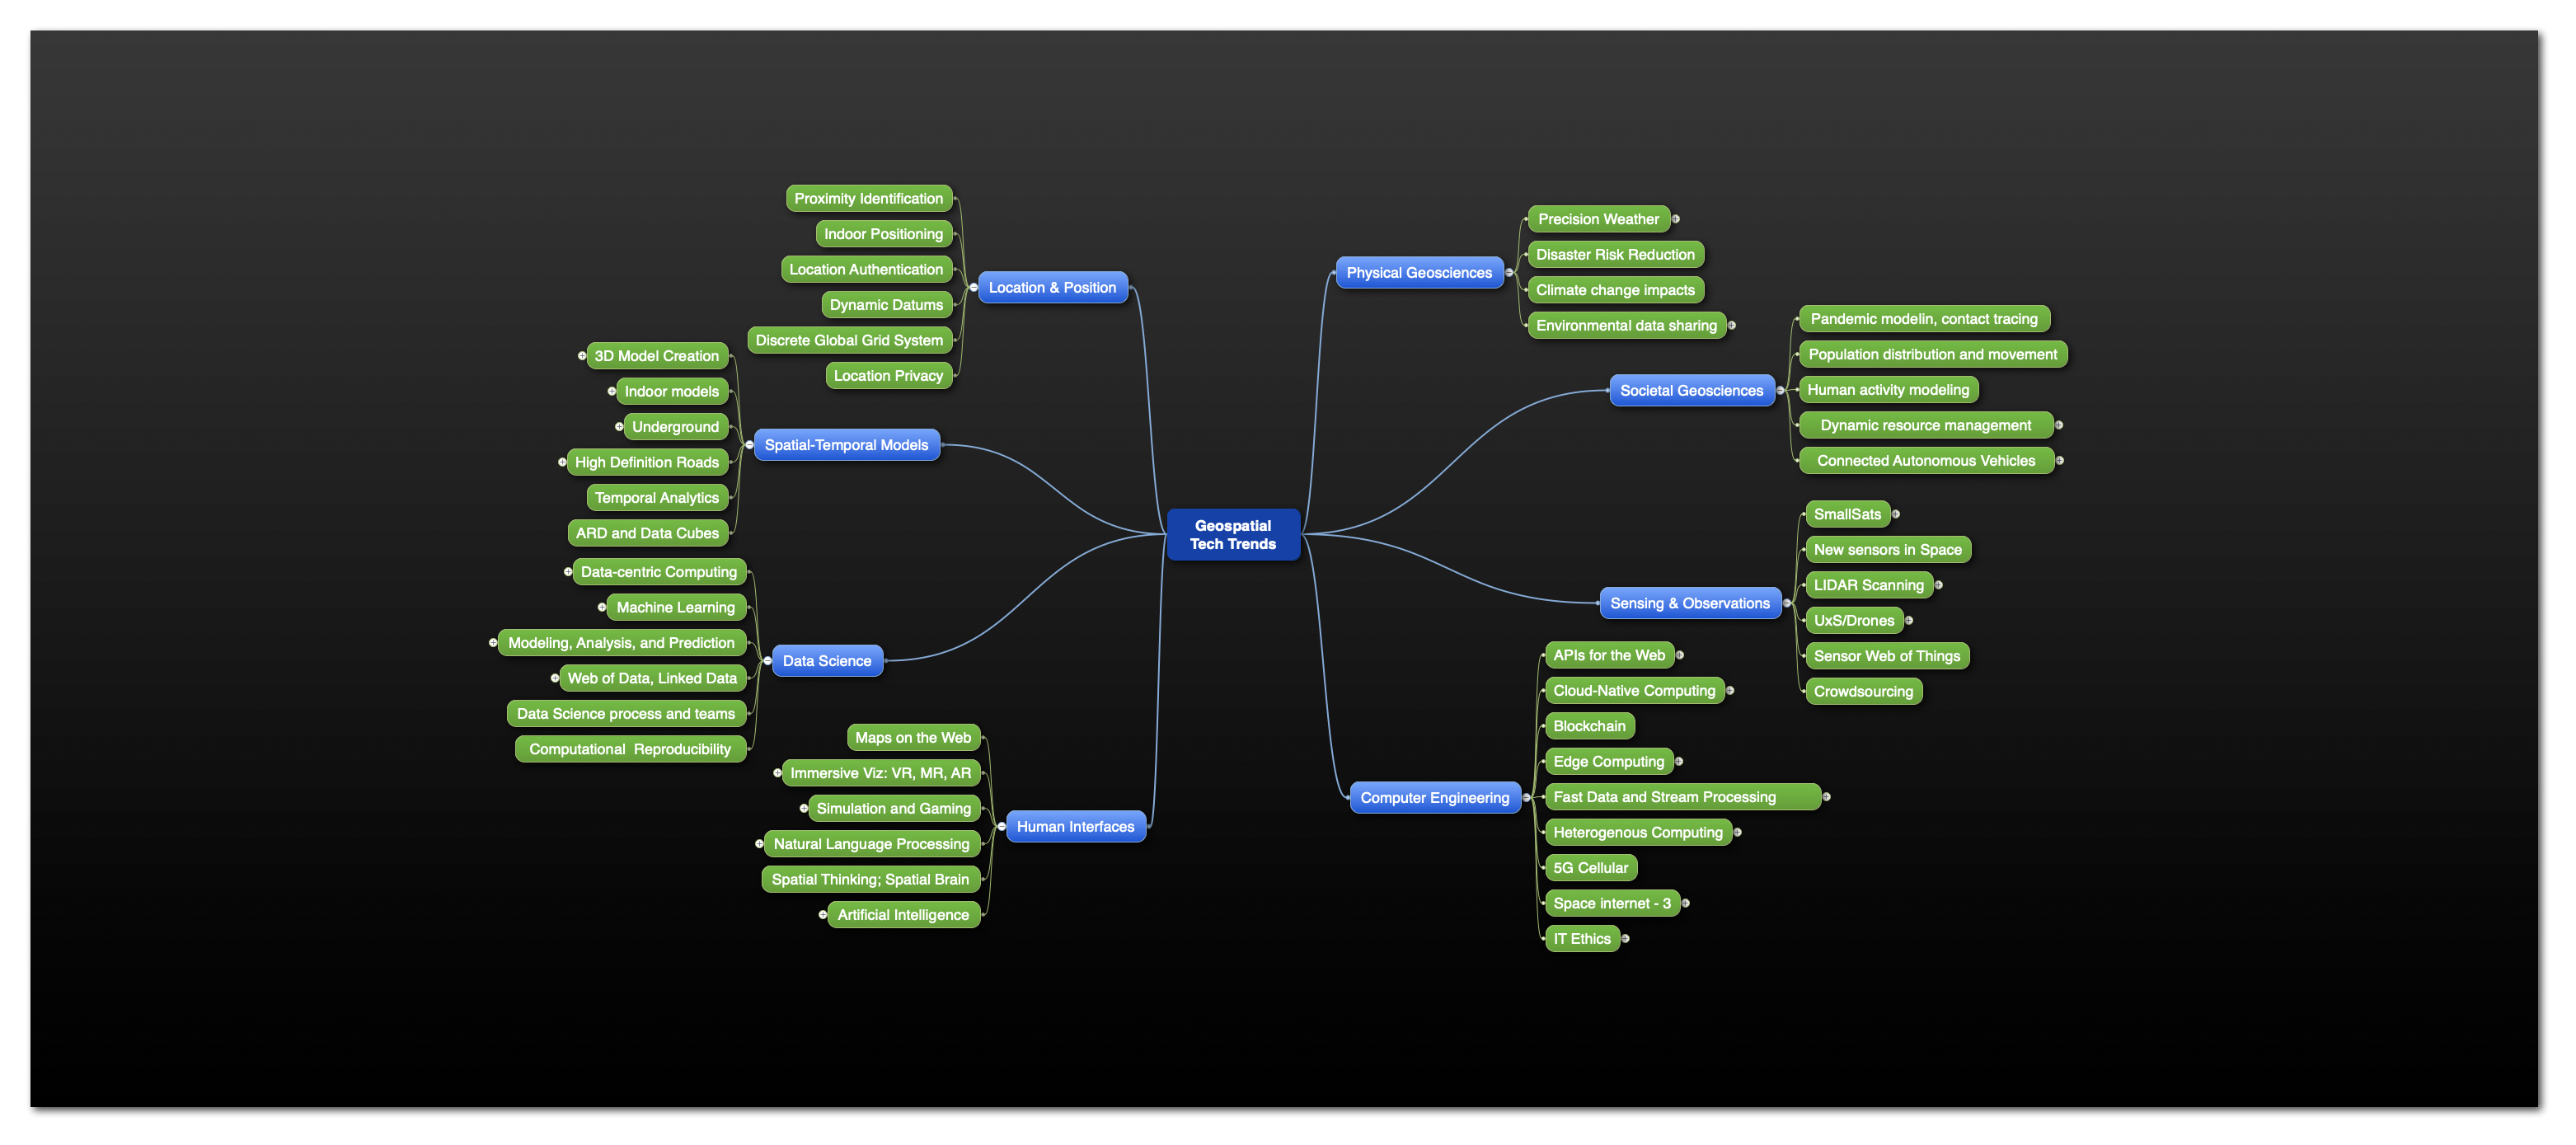 Geospatial
Tech Trends
Location & Position
Proximity Identification
Indoor Positioning
Location Authentication
Dynamic Datums
Discrete Global Grid System
Location Privacy
Spatial-Temporal Models
3D Model Creation
Indoor models
Underground
High Definition Roads
Temporal Analytics
ARD and Data Cubes
Data Science
Data-centric Computing
Machine Learning
Modeling, Analysis, and Prediction
Web of Data, Linked Data
Data Science process and teams
Computational  Reproducibility
Human Interfaces
Maps on the Web
Immersive Viz: VR, MR, AR
Simulation and Gaming
Natural Language Processing
Spatial Thinking; Spatial Brain
Artificial Intelligence
Physical Geosciences
Precision Weather
Disaster Risk Reduction
Climate change impacts
Environmental data sharing
Societal Geosciences
Pandemic modelin, contact tracing
Population distribution and movement
Human activity modeling
Dynamic resource management
Connected Autonomous Vehicles
Sensing & Observations
SmallSats
New sensors in Space
LIDAR Scanning
UxS/Drones
Sensor Web of Things
Crowdsourcing
Computer Engineering
APIs for the Web
Cloud-Native Computing
Blockchain
Edge Computing
Fast Data and Stream Processing
Heterogenous Computing
5G Cellular
Space internet - 3
IT Ethics